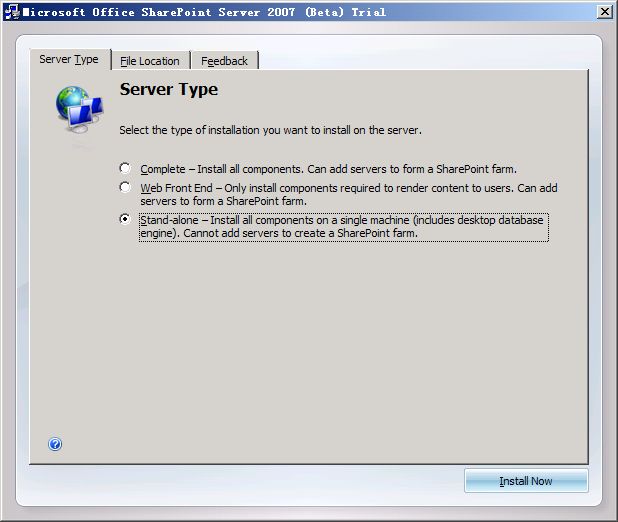 Microsoft Office SharePoint Server 2007 (Beta) Trial
Server Type
File Location
Feedback
Server Type
Select the type of installation you want to install on the server.
Complete – Install all components. Can add servers to form a SharePoint farm.
Web Front End – Only install components required to render content to users. Can add
servers to form a SharePoint farm.
Stand-alone – Install all components on a single machine (includes desktop database
engine). Cannot add servers to create a SharePoint farm.
?
Install Now